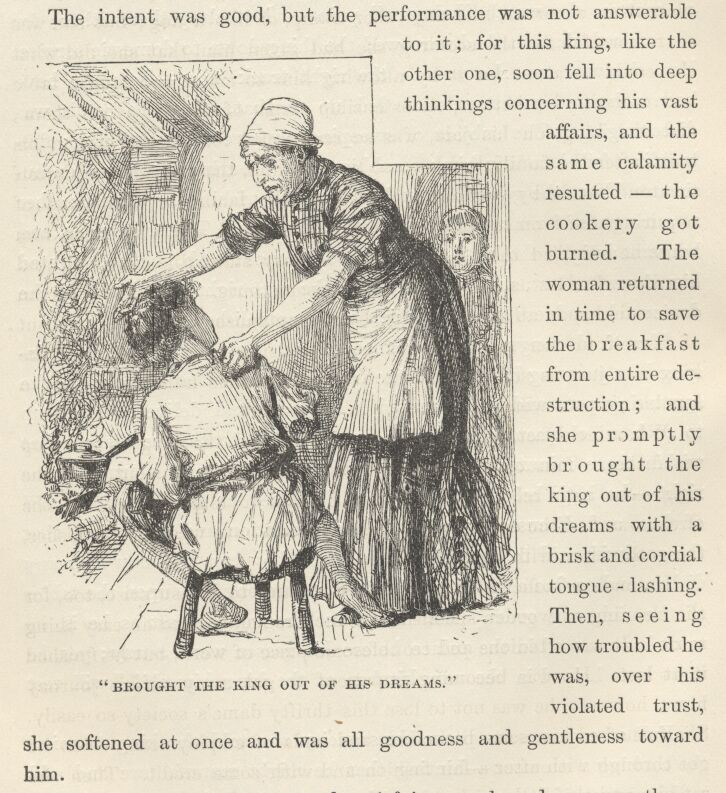 The intent was good, but the performance was not answerable
to it; for this king, like the
other one, soon fell into deep
thinkings concerning his vast
affairs, and the
same calamity
resulted — the
cookery got
burned. The
woman returned
in time to save
the breakfast
from entire de-
struction; and
she promptly
brought the
king out of his
dreams with a
brisk and cordial
tongue-lashing.
Then, seeing
how troubled he
was, over his
violated trust,
she softened at once and was all goodness and gentleness toward
him.
"BROUGHT THE KING OUT OF HIS DREAMS."